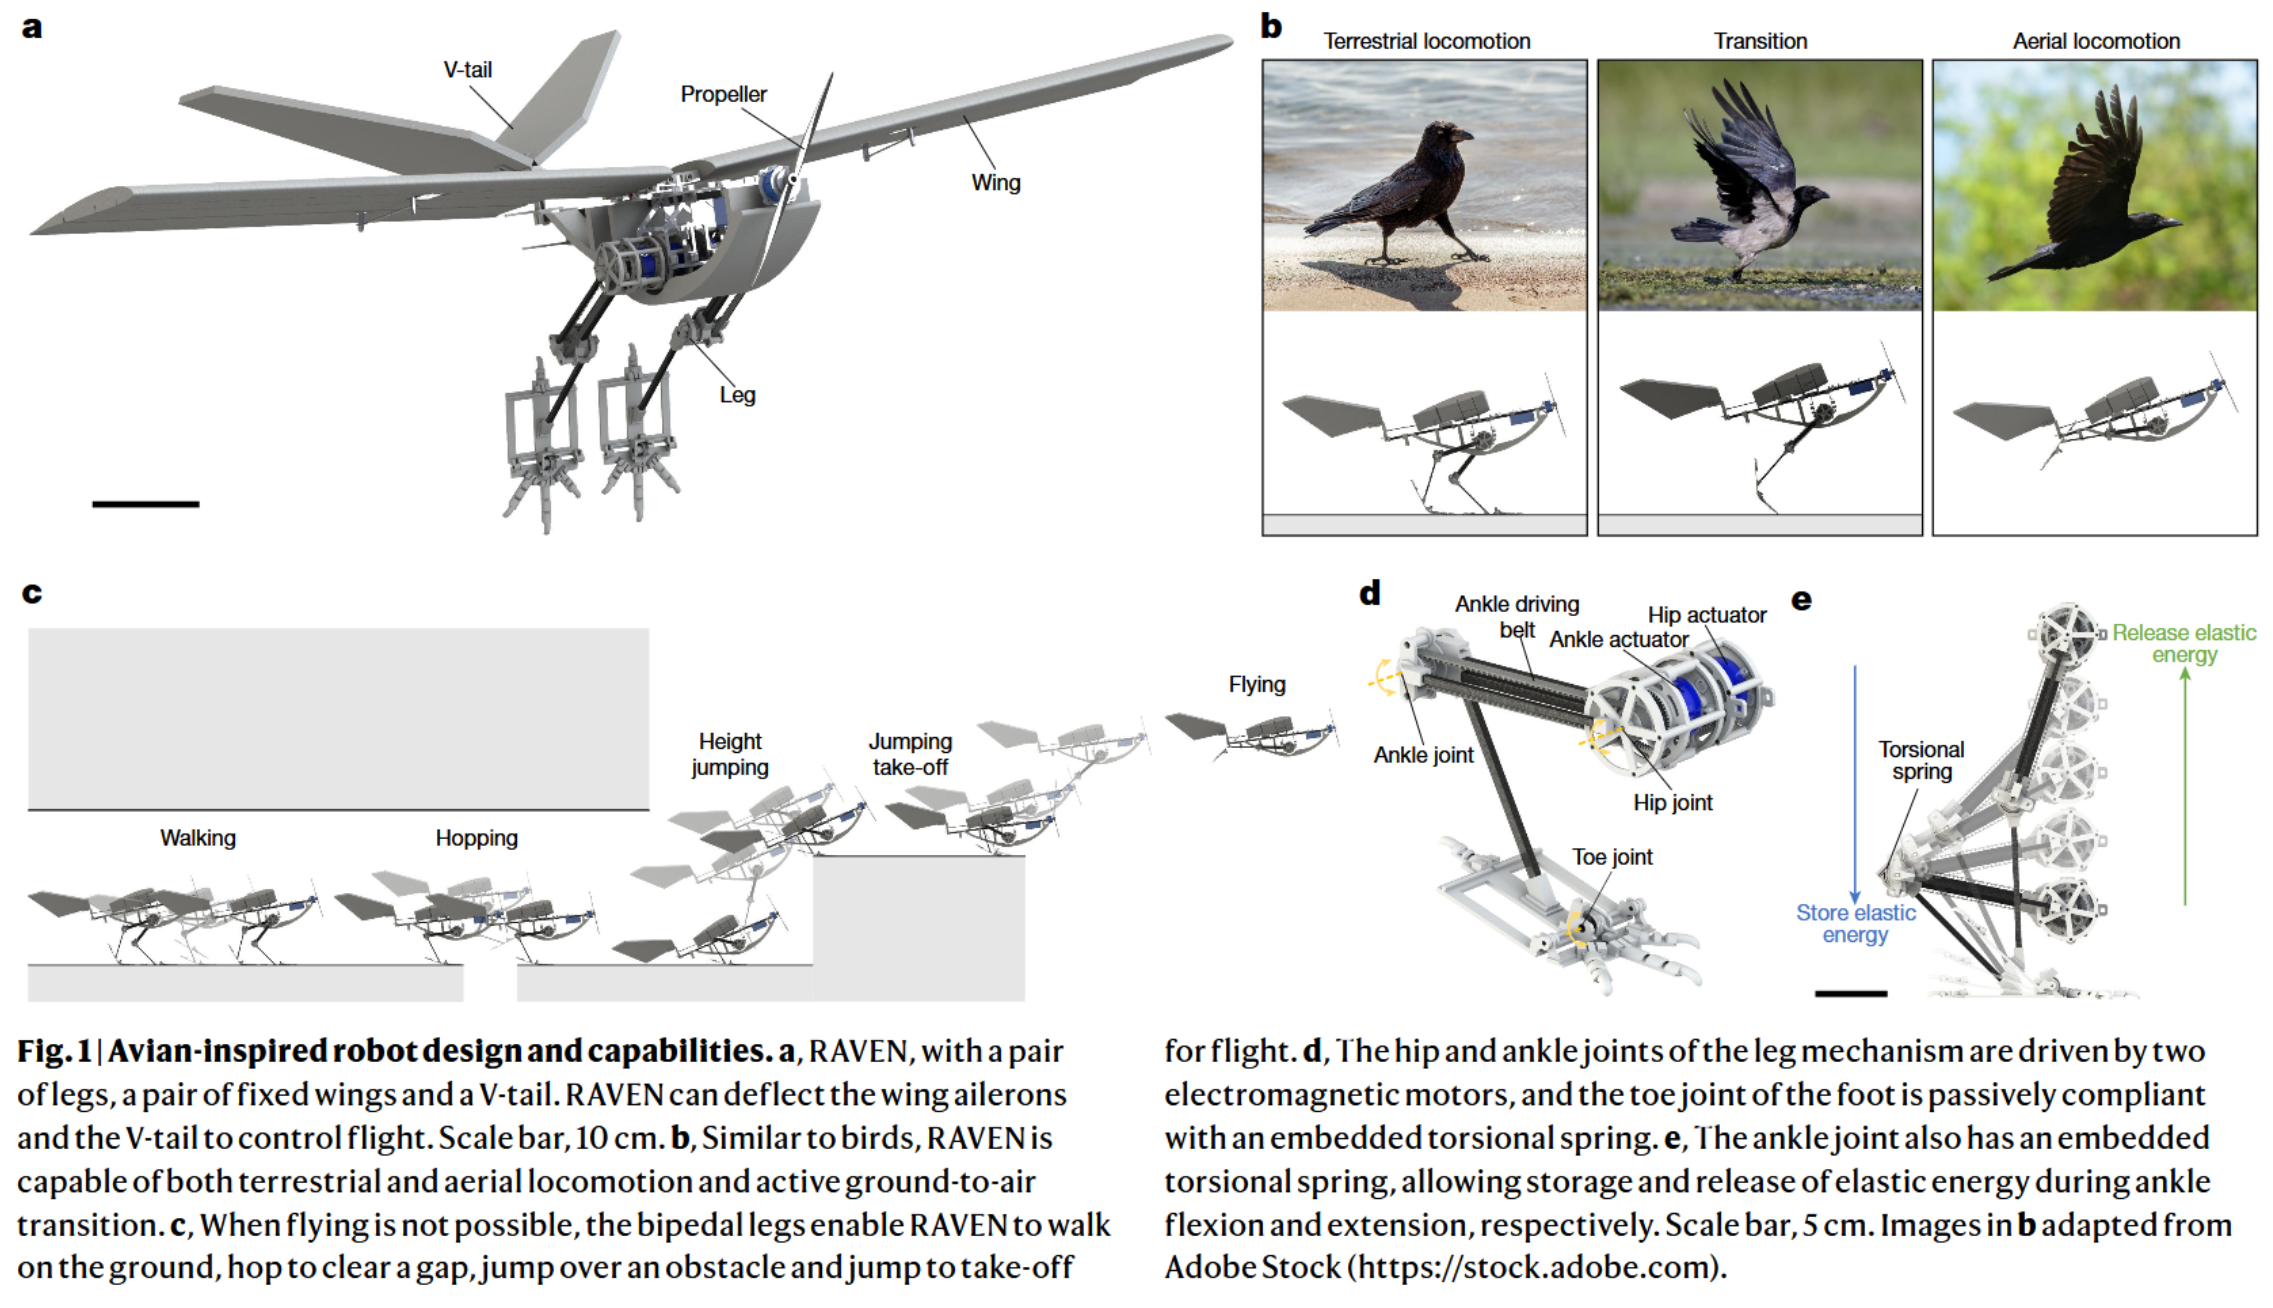 a
V-tail
Propeller
Wing
Leg
b
Terrestrial locomotion
Transition
Aerial locomotion
c
Walking
Hopping
Height
jumping
Jumping
take-off
Flying
d
Ankle driving
belt
Hip actuator
Ankle actuator
Ankle joint
Hip joint
Toe joint
e
Release elastic
energy
Torsional
spring
Store elastic
energy
Fig. 1 | Avian-inspired robot design and capabilities. a, RAVEN, with a pair
of legs, a pair of fixed wings and a V-tail. RAVEN can deflect the wing ailerons
and the V-tail to control flight. Scale bar, 10 cm. b, Similar to birds, RAVEN is
capable of both terrestrial and aerial locomotion and active ground-to-air
transition. c, When flying is not possible, the bipedal legs enable RAVEN to walk
on the ground, hop to clear a gap, jump over an obstacle and jump to take-off
for flight. d, The hip and ankle joints of the leg mechanism are driven by two
electromagnetic motors, and the toe joint of the foot is passively compliant
with an embedded torsional spring. e, The ankle joint also has an embedded
torsional spring, allowing storage and release of elastic energy during ankle
flexion and extension, respectively. Scale bar, 5 cm. Images in b adapted from
Adobe Stock (https://stock.adobe.com).